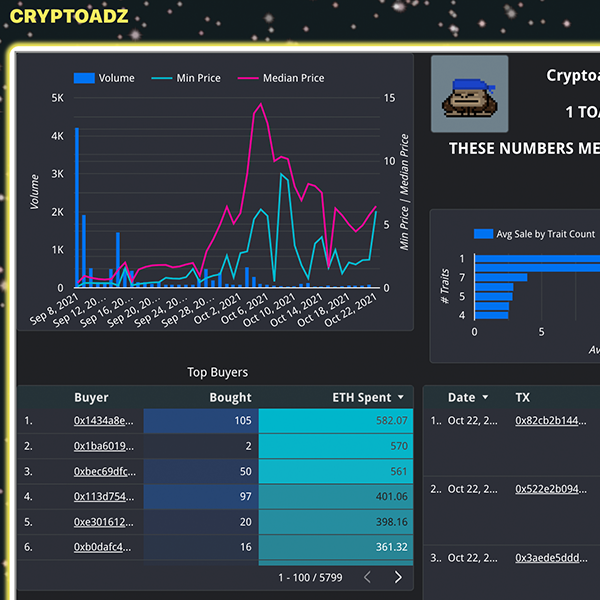 CRYPTOADZ
Volume Min Price Median Price
5K
4K
3K
2K
1K
0
Volume
15
10
5
0
Min Price | Median Price
Sep 8, 2021
Sep 12, 20...
Sep 16, 20...
Sep 20, 20...
Sep 24, 20...
Sep 28, 20...
Oct 2, 2021
Oct 6, 2021
Oct 10, 2021
Oct 14, 2021
Oct 18, 2021
Oct 22, 2021
Cryptoa
1 TOA
THESE NUMBERS ME
Avg Sale by Trait Count
# Traits
1
7
5
4
0 5
Av
Top Buyers
Buyer Bought ETH Spent
1. 0x1434a8e... 105 582.07
2. 0x1ba6019... 2 570
3. 0xbec69dfc... 50 561
4. 0x113d754... 97 401.06
5. 0xe301612... 20 398.16
6. 0xb0dafc4... 16 361.32
1 - 100 / 5799
Date TX
1.. Oct 22, 2... 0x82cb2b144...
2.. Oct 22, 2... 0x522e2b094...
3.. Oct 22, 2... 0x3aede5ddd...